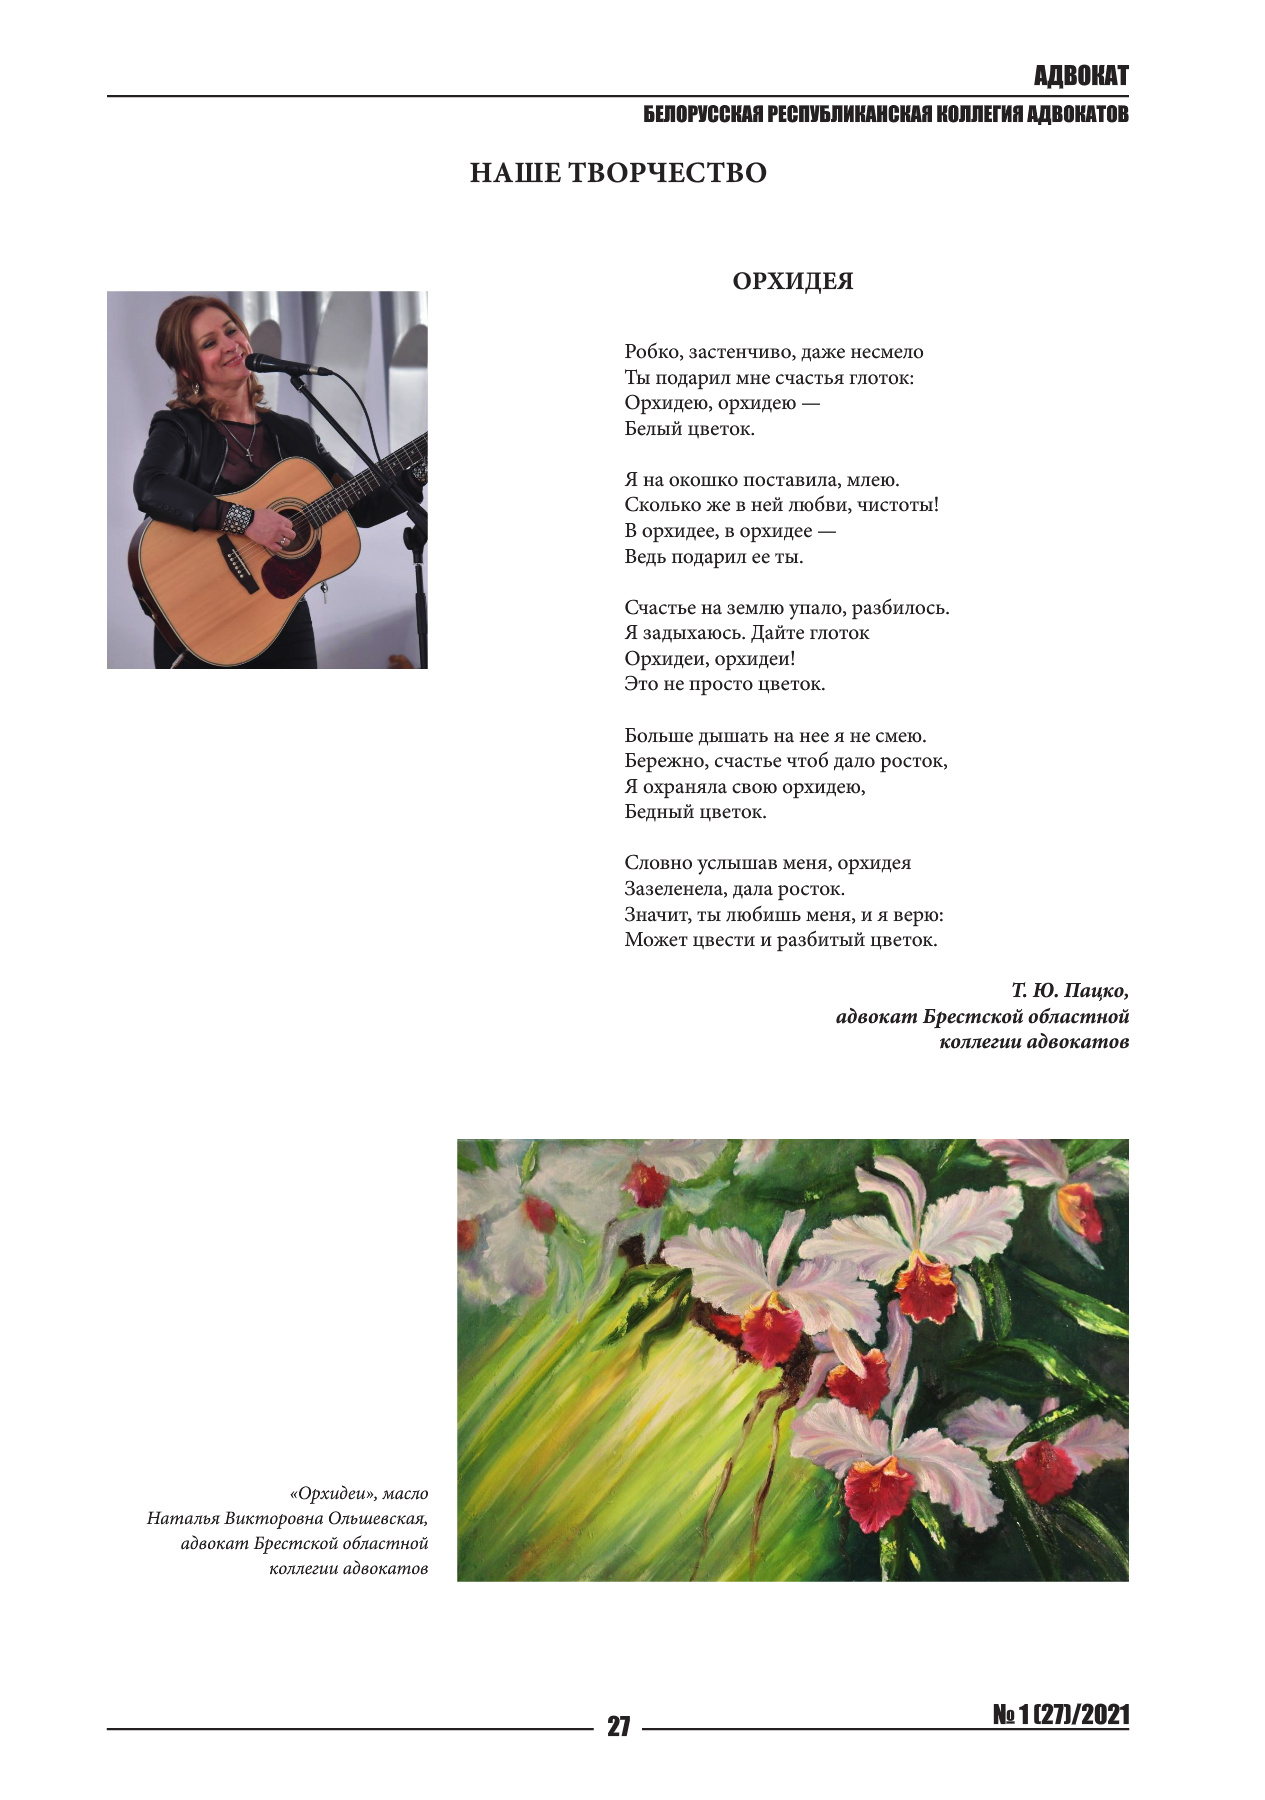 АДВОКАТ
БЕЛОРУССКАЯ РЕСПУБЛИКАНСКАЯ КОЛЛЕГИЯ АДВОКАТОВ
НАШЕ ТВОРЧЕСТВО
ОРХИДЕЯ
Робко, застенчиво, даже несмело
Ты подарил мне счастья глоток:
Орхидею, орхидею —
Белый цветок.
Я на окошко поставила, млею.
Сколько же в ней любви, чистоты!
В орхидее, в орхидее —
Ведь подарил ее ты.
Счастье на землю упало, разбилось.
Я задыхаюсь. Дайте глоток
Орхидеи, орхидеи!
Это не просто цветок.
Больше дышать на нее я не смею.
Бережно, счастье чтоб дало росток,
Я охраняла свою орхидею,
Бедный цветок.
Словно услышав меня, орхидея
Зазеленела, дала росток.
Значит, ты любишь меня, и я верю:
Может цвести и разбитый цветок.
Т. Ю. Пацко,
адвокат Брестской областной
коллегии адвокатов
«Орхидеи», масло
Наталья Викторовна Ольшевская,
адвокат Брестской областной
коллегии адвокатов
№ 1 (27)/2021
27